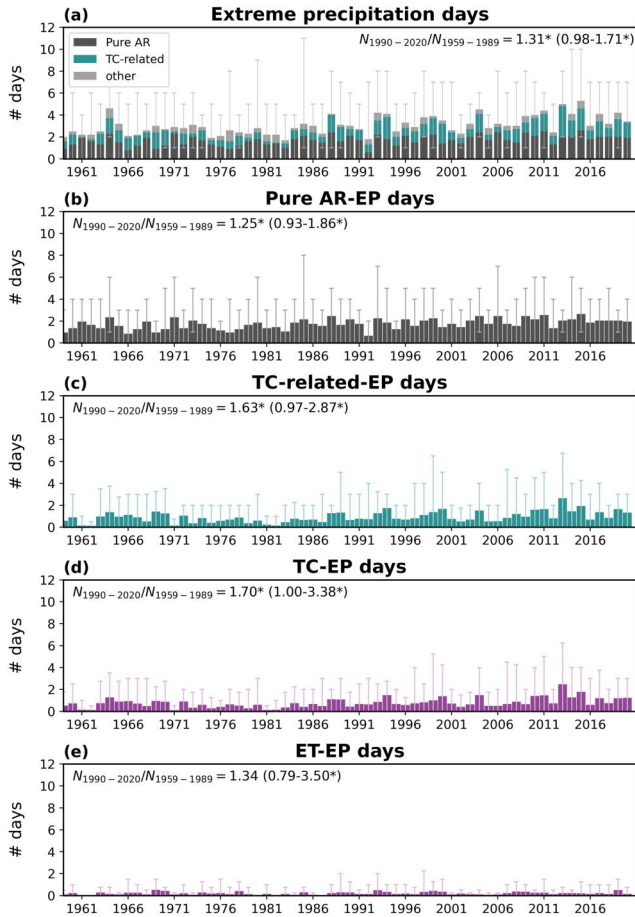 (a) Extreme precipitation days
Pure AR
TC-related
other
N1990−2020/N1959−1989 = 1.31* (0.98-1.71*)
# days
12
10
8
6
4
2
0
1961 1966 1971 1976 1981 1986 1991 1996 2001 2006 2011 2016
(b) Pure AR-EP days
N1990−2020/N1959−1989 = 1.25* (0.93-1.86*)
# days
12
10
8
6
4
2
0
1961 1966 1971 1976 1981 1986 1991 1996 2001 2006 2011 2016
(c) TC-related-EP days
N1990−2020/N1959−1989 = 1.63* (0.97-2.87*)
# days
12
10
8
6
4
2
0
1961 1966 1971 1976 1981 1986 1991 1996 2001 2006 2011 2016
(d) TC-EP days
N1990−2020/N1959−1989 = 1.70* (1.00-3.38*)
# days
12
10
8
6
4
2
0
1961 1966 1971 1976 1981 1986 1991 1996 2001 2006 2011 2016
(e) ET-EP days
N1990−2020/N1959−1989 = 1.34 (0.79-3.50*)
# days
12
10
8
6
4
2
0
1961 1966 1971 1976 1981 1986 1991 1996 2001 2006 2011 2016